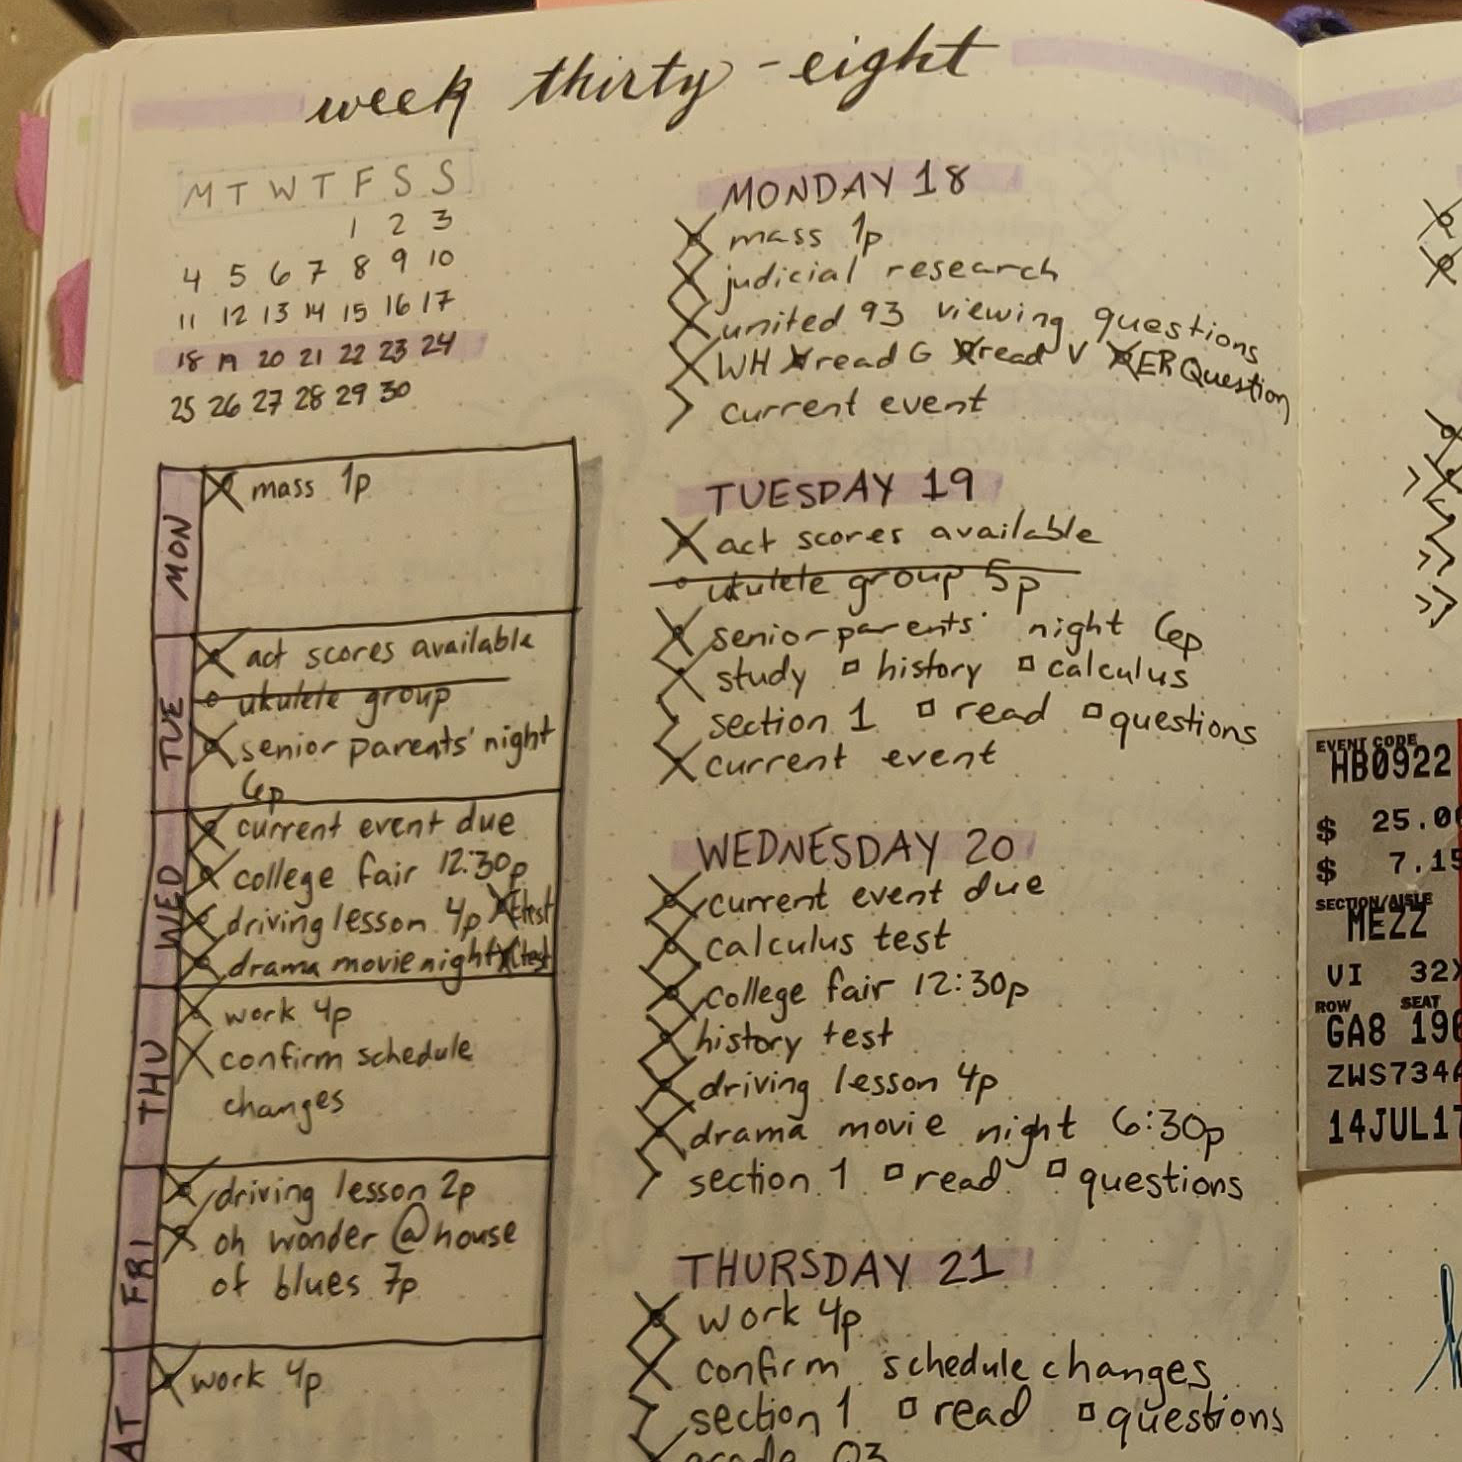 week thirty-eight
M T W T F S S
1 2 3
4 5 6 7 8 9 10
11 12 13 14 15 16 17
18 19 20 21 22 23 24
25 26 27 28 29 30
MON
mass 1p
TUE
act scores available
ukulele group
senior parents' night
6p
WED
current event due
college fair 12:30p
driving lesson 4p test
drama movie night test
THU
work 4p
confirm schedule
changes
FRI
driving lesson 2p
oh wonder @ house
of blues 7p
work 4p
MONDAY 18
mass 1p
judicial research
united 93 viewing questions
WH read G read V ER Question
current event
TUESDAY 19
act scores available
ukulele group 5p
senior parents' night 6p
study history calculus
section 1 read questions
current event
WEDNESDAY 20
current event due
calculus test
college fair 12:30p
history test
driving lesson 4p
drama movie night 6:30p
section 1 read questions
THURSDAY 21
work 4p
confirm schedule changes
section 1 read questions
EVENT CODE
HB0922
$ 25.0
$ 7.15
SECTION/AISLE
MEZZ
VI 32X
ROW SEAT
GA8 196
ZWS734
14JUL17